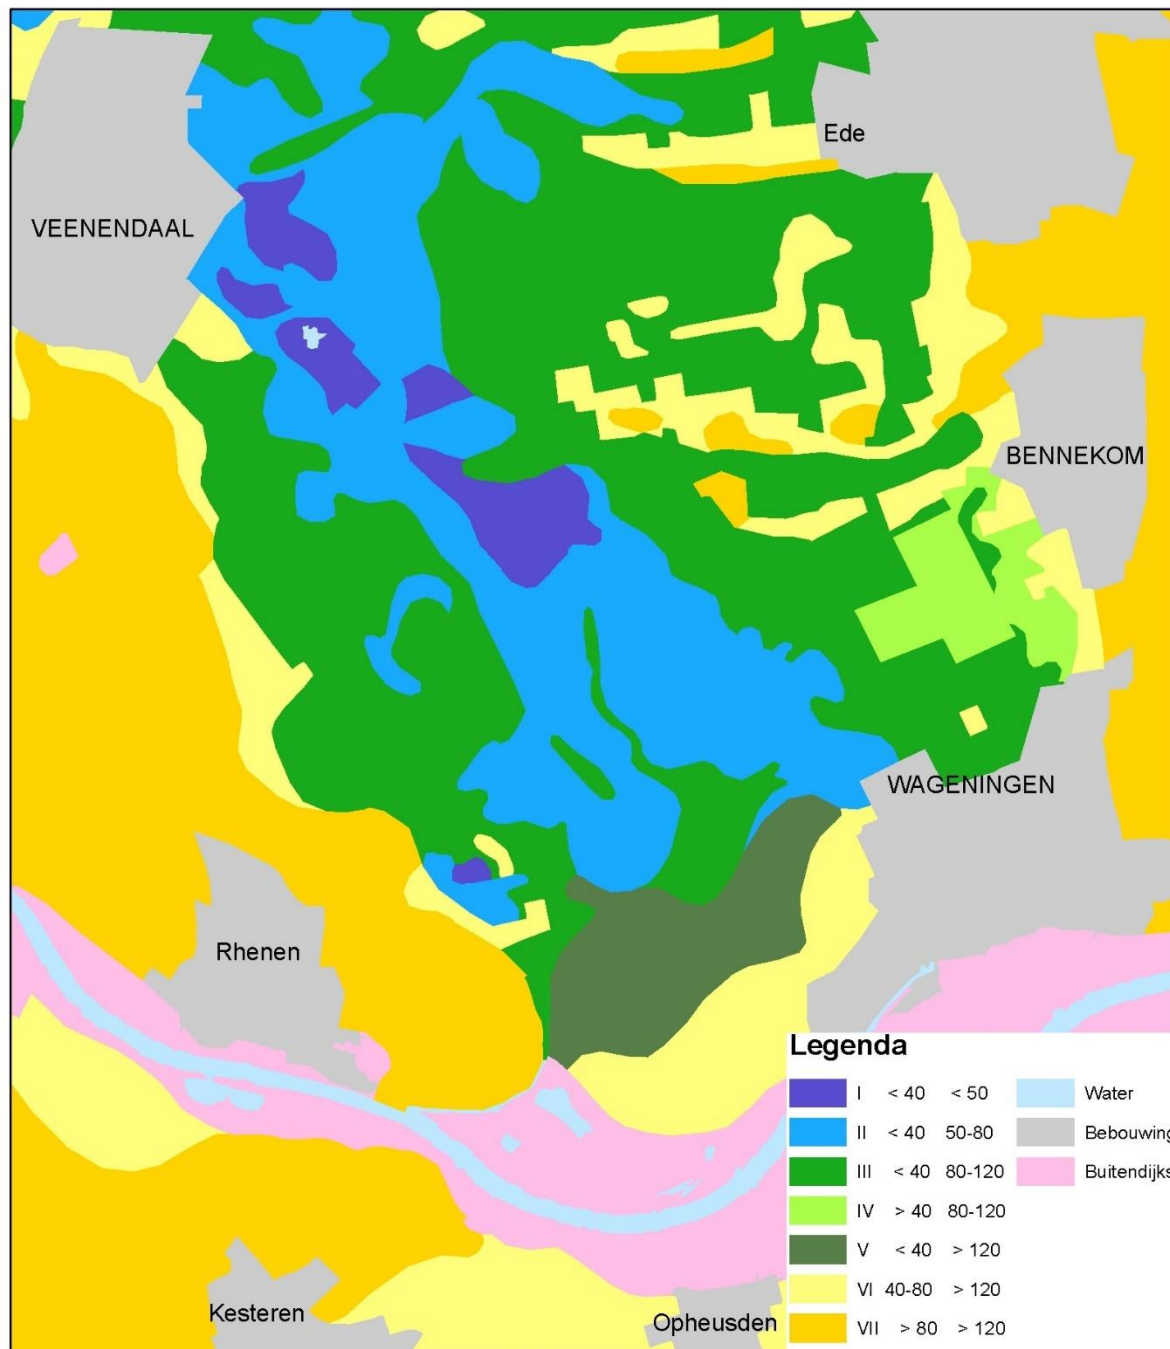 Ede
VEENENDAAL
BENNEKOM
WAGENINGEN
Rhenen
Kesteren
Opheusden
Legenda
I < 40 < 50
II < 40 50-80
III < 40 80-120
IV > 40 80-120
V < 40 > 120
VI 40-80 > 120
VII > 80 > 120
Water
Bebouwing
Buitendijks